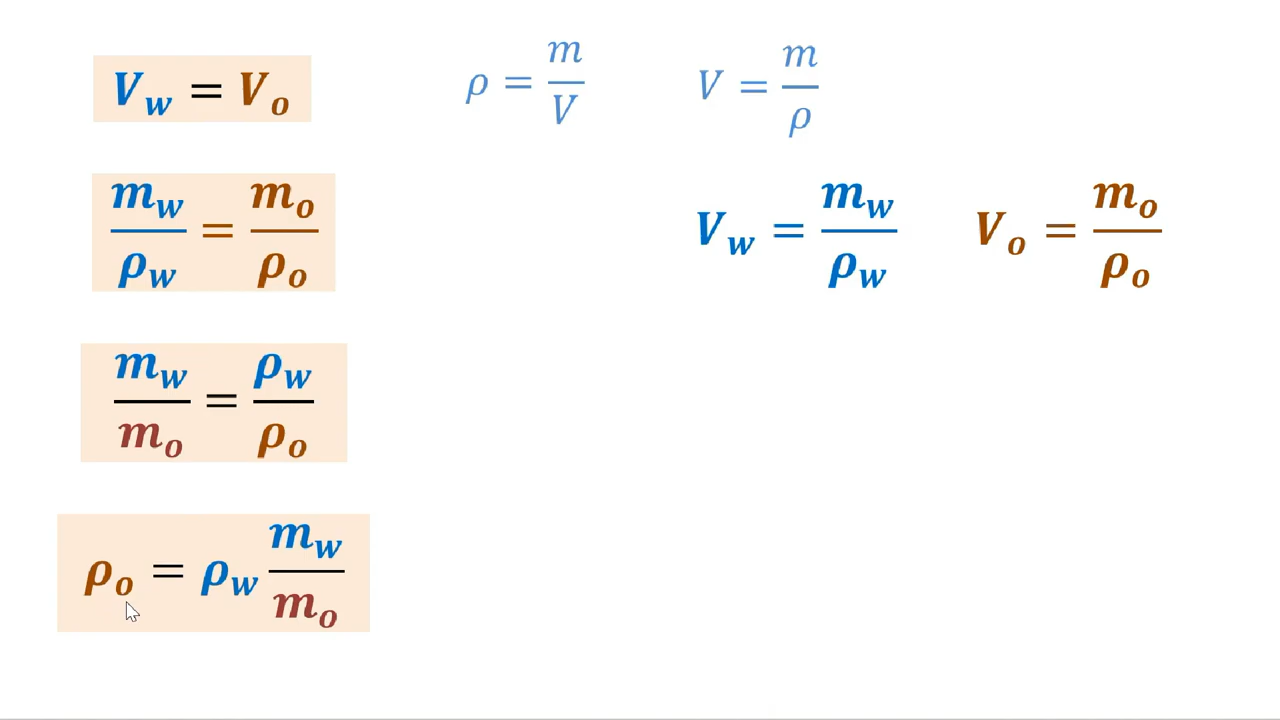 V_w = V_o
ρ = m/V
V = m/ρ
m_w/ρ_w = m_o/ρ_o
V_w = m_w/ρ_w
V_o = m_o/ρ_o
m_w/m_o = ρ_w/ρ_o
ρ_o = ρ_w m_w/m_o